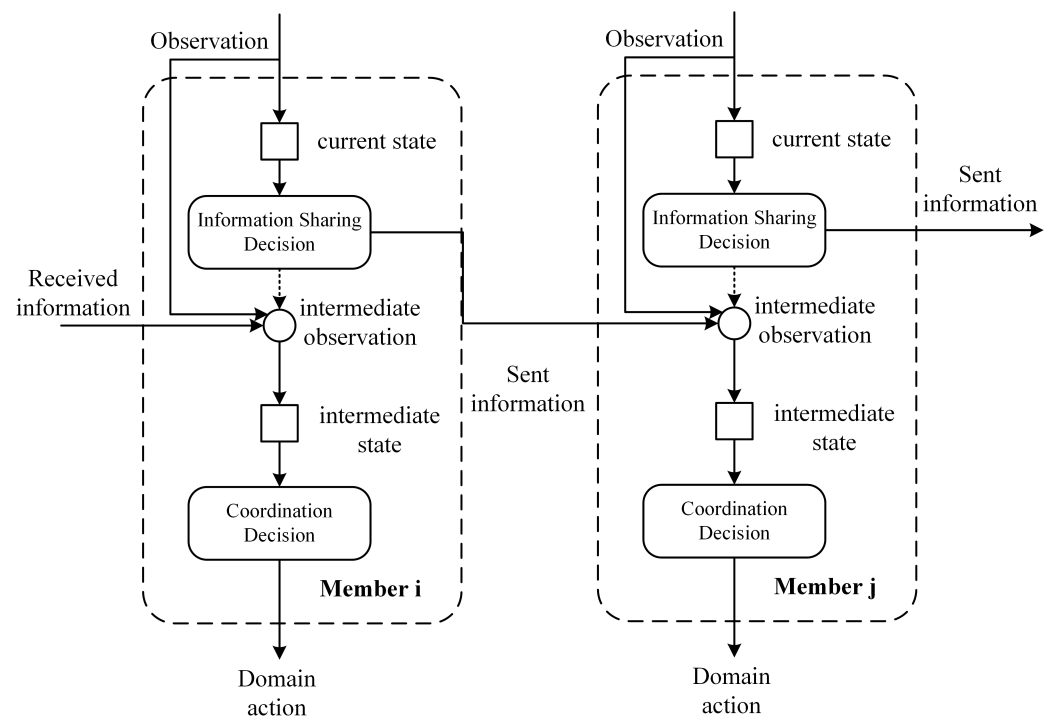 Observation
current state
Information Sharing
Decision
Received
information
intermediate
observation
Sent
information
intermediate
state
Coordination
Decision
Member i
Domain
action
Observation
current state
Information Sharing
Decision
Sent
information
intermediate
observation
intermediate
state
Coordination
Decision
Member j
Domain
action